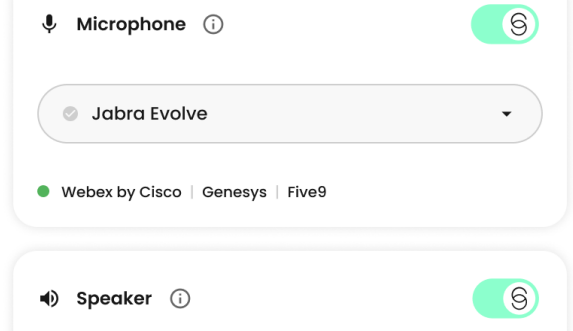 Microphone
Jabra Evolve
Webex by Cisco | Genesys | Five9
Speaker